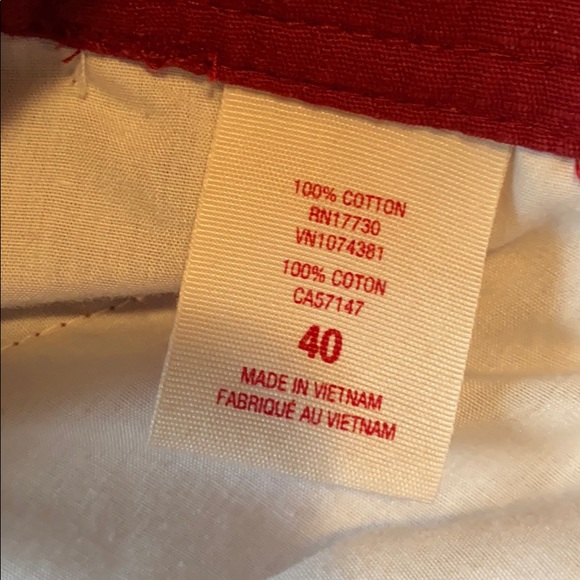 100% COTTON
RN17730
VN1074381
100% COTON
CA57147
40
MADE IN VIETNAM
FABRIQUÉ AU VIETNAM